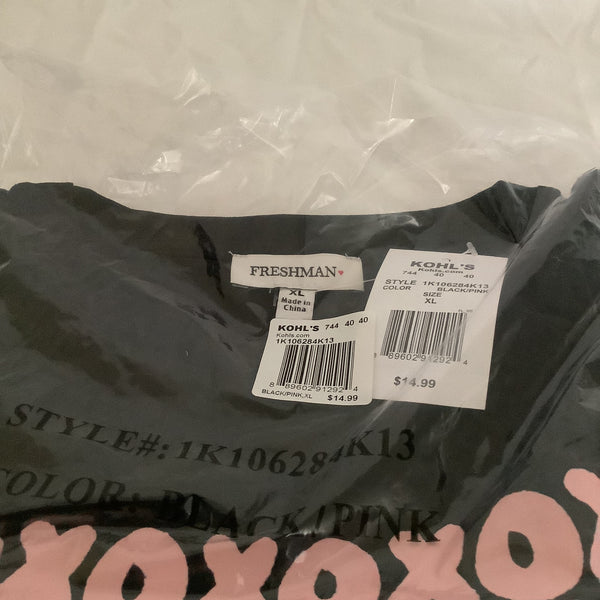 FRESHMAN
XL
Made in
China
KOHL'S 744 40 40
Kohls.com
1K106284K13
8 89602 91292 4
BLACK/PINK,XL $14.99
KOHL'S
Kohls.com
744 40 40
STYLE 1K106284K13
COLOR BLACK/PINK
SIZE
XL
8 89602 91292 4
$14.99
STYLE#: 1K106284K13
COLOR: BLACK/PINK
xoxoxo